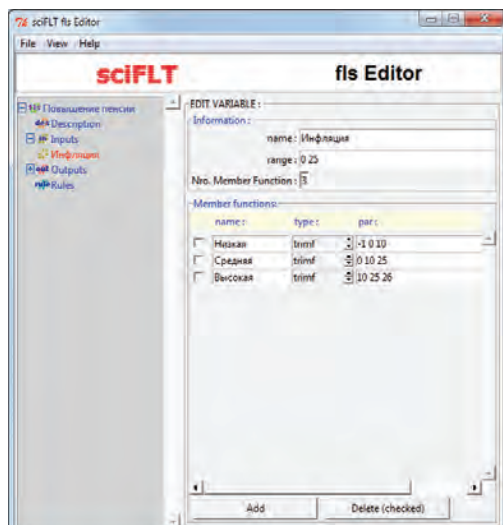 sciFLT fls Editor
File View Help
sciFLT fls Editor
Повышение пенсии
Description
Inputs
Инфляция
Outputs
Rules
EDIT VARIABLE :
Information :
name : Инфляция
range : 0 25
Nro. Member Function : 3
Member functions:
name : type : par :
Низкая trimf -1 0 10
Средняя trimf 0 10 25
Высокая trimf 10 25 26
Add Delete (checked)